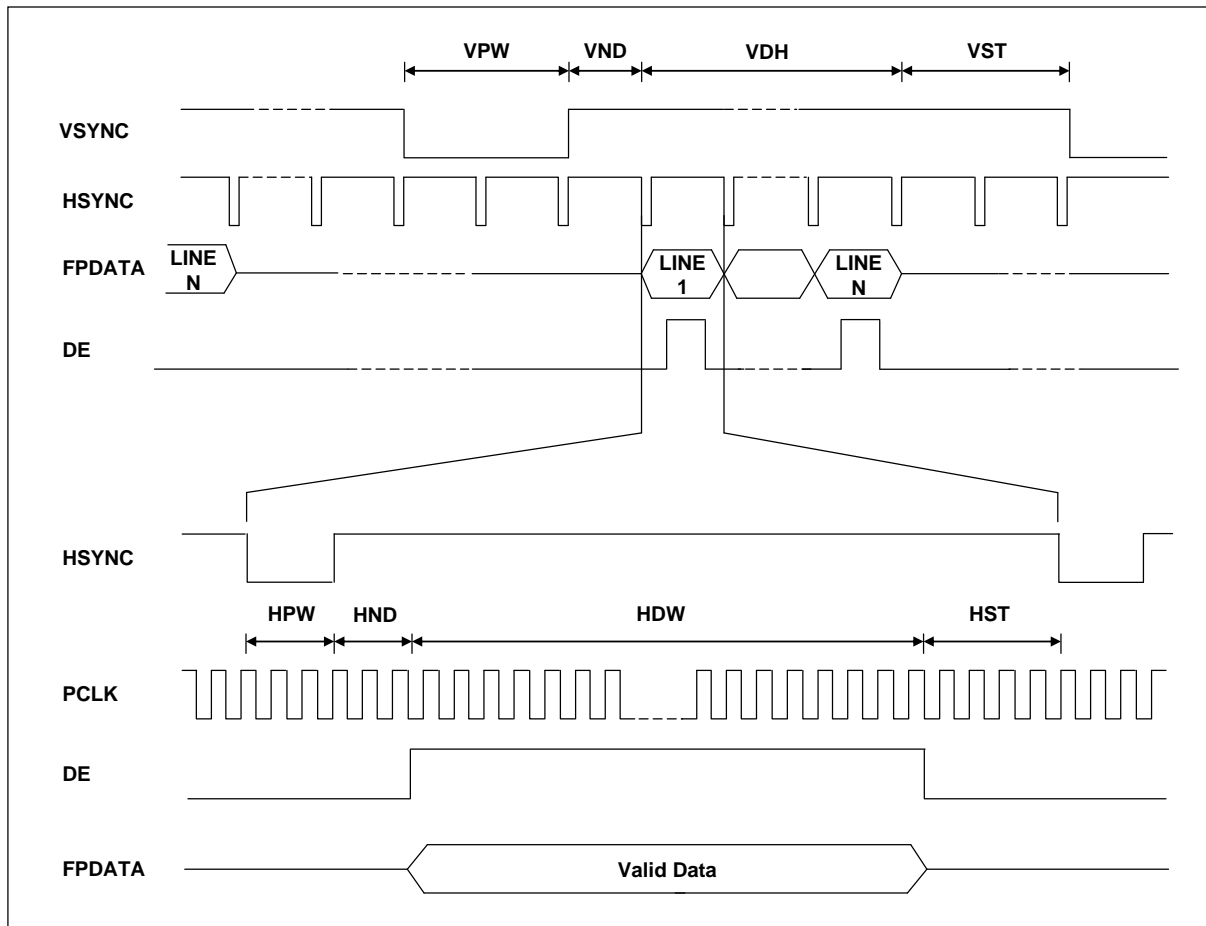 VPW VND VDH VST
VSYNC
HSYNC
FPDATA LINE N LINE 1 LINE N
DE
HSYNC
HPW HND HDW HST
PCLK
DE
FPDATA Valid Data